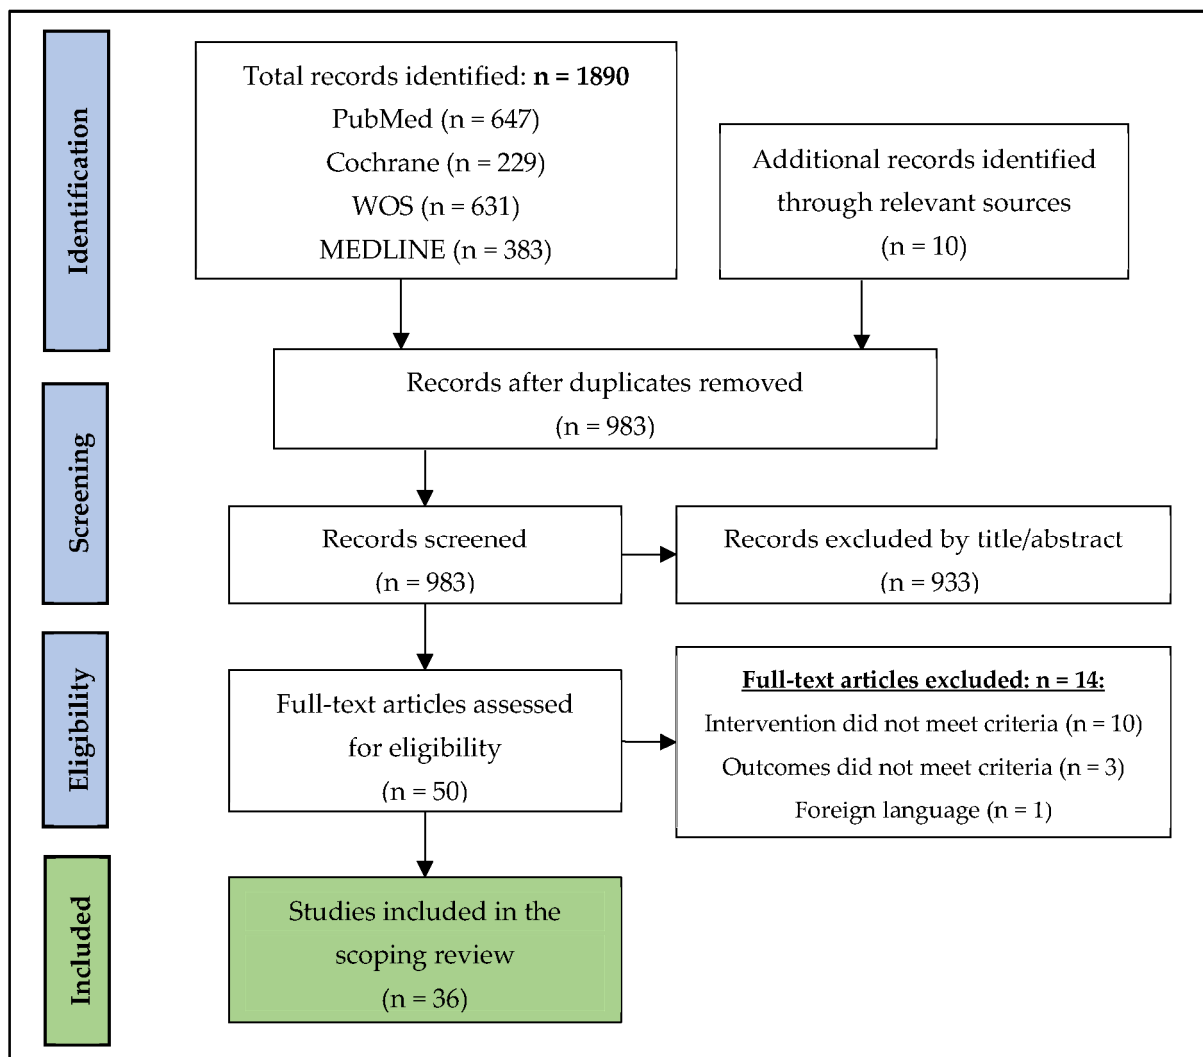 Identification
Total records identified: n = 1890
PubMed (n = 647)
Cochrane (n = 229)
WOS (n = 631)
MEDLINE (n = 383)
Additional records identified
through relevant sources
(n = 10)
Records after duplicates removed
(n = 983)
Screening
Records screened
(n = 983)
Records excluded by title/abstract
(n = 933)
Eligibility
Full-text articles assessed
for eligibility
(n = 50)
Full-text articles excluded: n = 14:
Intervention did not meet criteria (n = 10)
Outcomes did not meet criteria (n = 3)
Foreign language (n = 1)
Included
Studies included in the
scoping review
(n = 36)